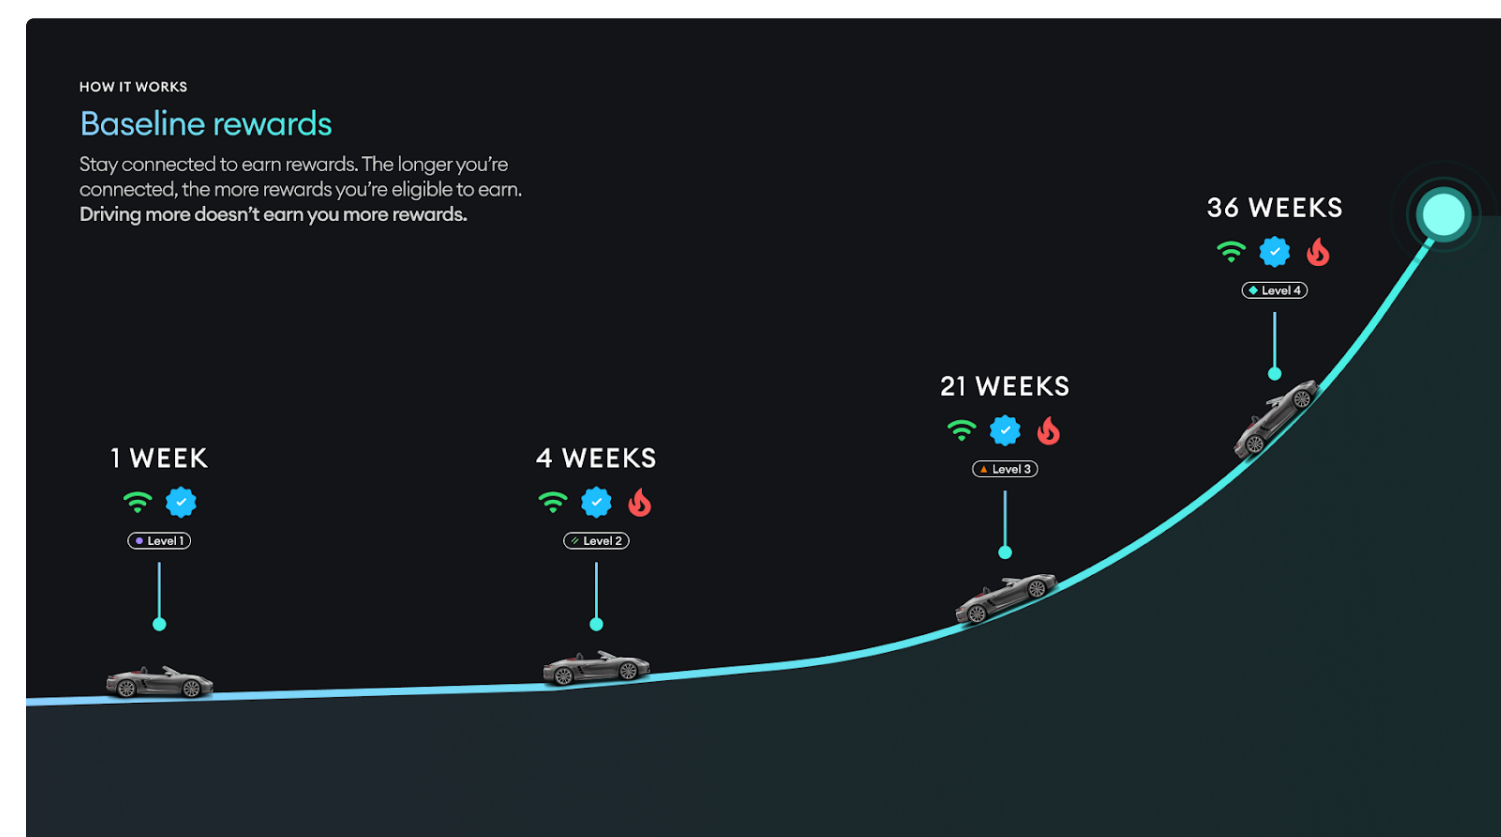 HOW IT WORKS
Baseline rewards
Stay connected to earn rewards. The longer you’re
connected, the more rewards you’re eligible to earn.
Driving more doesn’t earn you more rewards.
1 WEEK
Level 1
4 WEEKS
Level 2
21 WEEKS
Level 3
36 WEEKS
Level 4